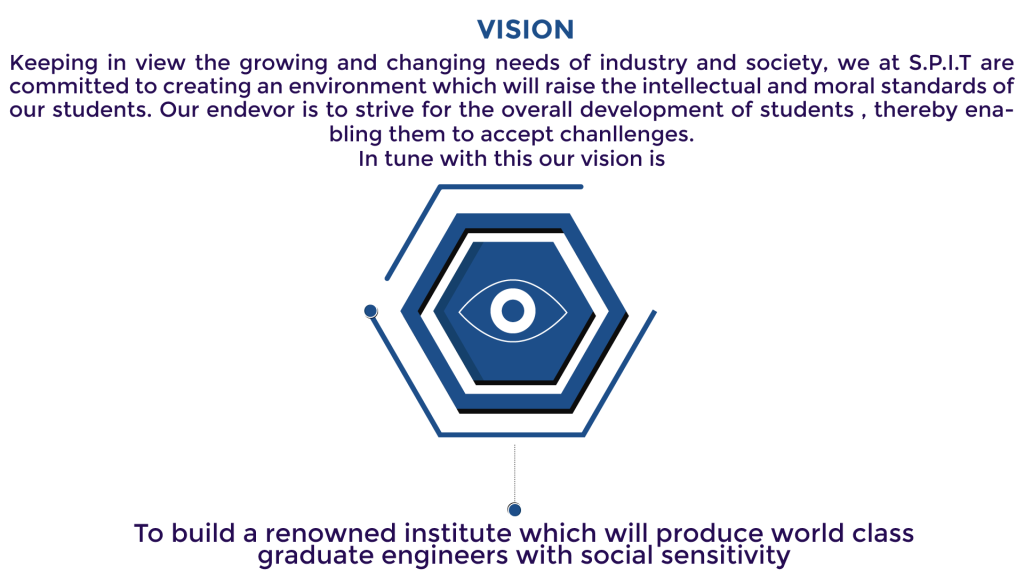 VISION
Keeping in view the growing and changing needs of industry and society, we at S.P.I.T are
committed to creating an environment which will raise the intellectual and moral standards of
our students. Our endevor is to strive for the overall development of students , thereby ena-
bling them to accept chanllenges.
In tune with this our vision is
To build a renowned institute which will produce world class
graduate engineers with social sensitivity